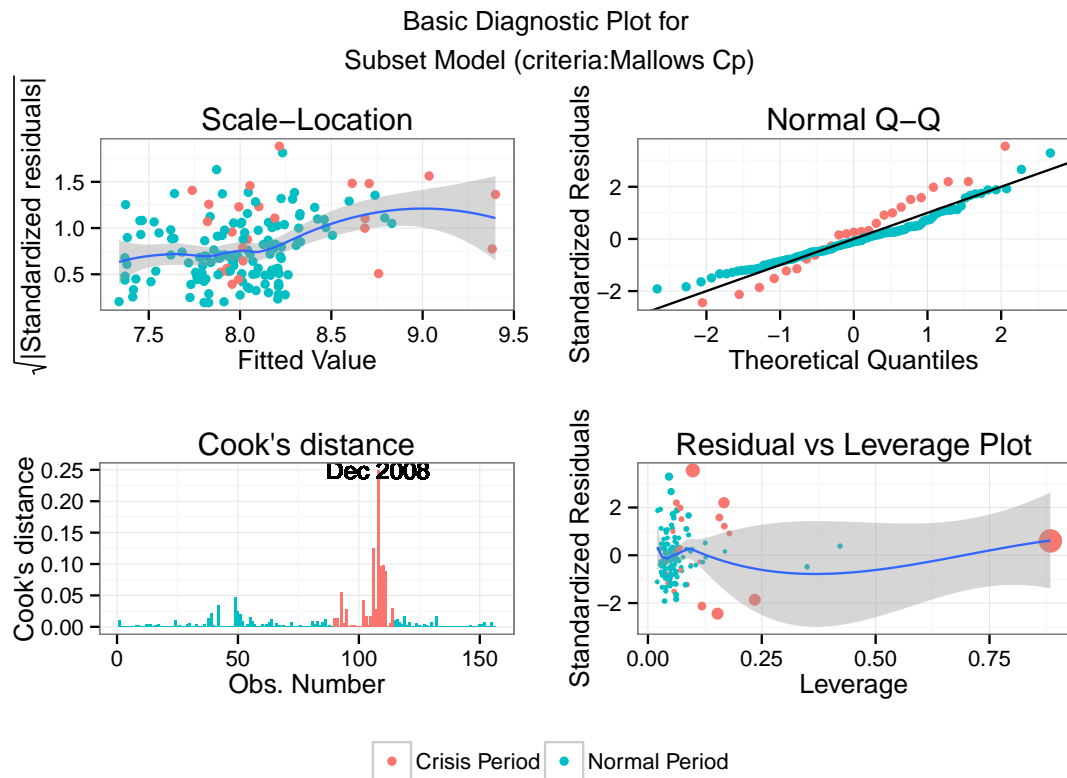 Basic Diagnostic Plot for
Subset Model (criteria:Mallows Cp)
Scale−Location
√|Standardized residuals|
1.5
1.0
0.5
7.5 8.0 8.5 9.0 9.5
Fitted Value
Normal Q−Q
Standardized Residuals
2
0
−2
−2 −1 0 1 2
Theoretical Quantiles
Cook's distance
Cook's distance
0.25
0.20
0.15
0.10
0.05
0.00
Dec 2008
0 50 100 150
Obs. Number
Residual vs Leverage Plot
Standardized Residuals
2
0
−2
0.00 0.25 0.50 0.75
Leverage
Crisis Period Normal Period